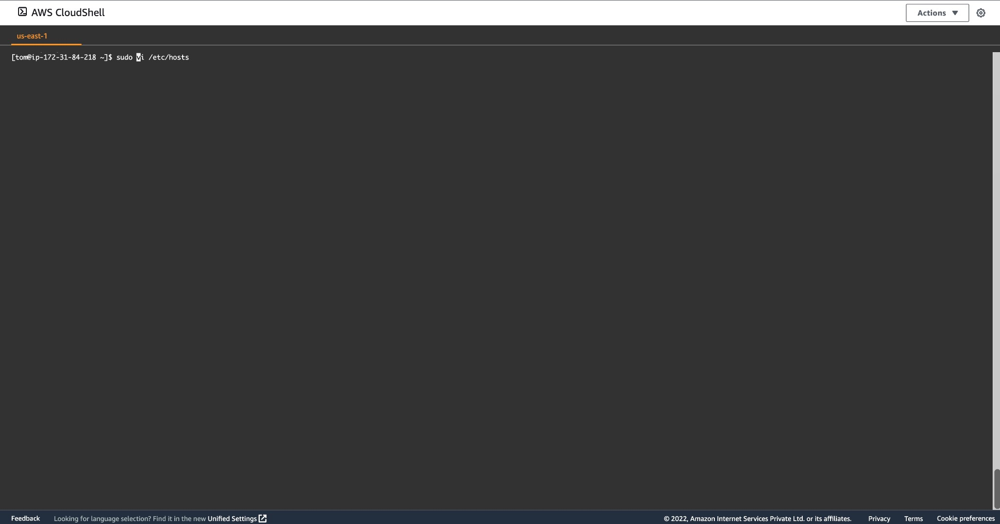 AWS CloudShell
Actions
us-east-1
[tom@ip-172-31-84-218 ~]$ sudo vi /etc/hosts
Feedback
Looking for language selection? Find it in the new Unified Settings
© 2022, Amazon Internet Services Private Ltd. or its affiliates.
Privacy
Terms
Cookie preferences